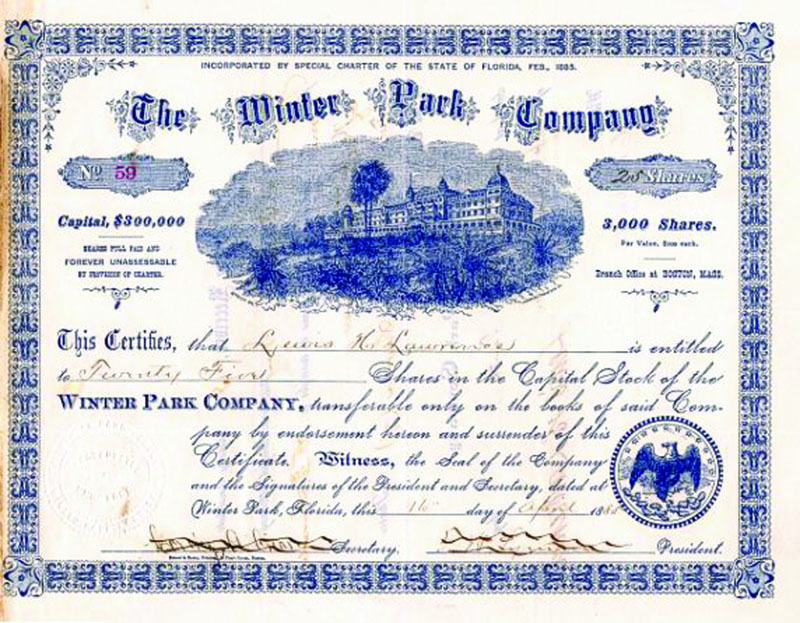 INCORPORATED BY SPECIAL CHARTER OF THE STATE OF FLORIDA, FEB., 1885.
The Winter Park Company
No 59
25 Shares
Capital, $300,000
SHARES FULL PAID AND
FOREVER UNASSESSABLE
BY PROVISION OF CHARTER.
3,000 Shares.
Par Value, $100 each.
Branch Office at BOSTON, MASS.
This Certifies, that Lewis H. Lawrence is entitled
to Twenty Five Shares in the Capital Stock of the
WINTER PARK COMPANY, transferable only on the books of said Com-
pany by endorsement hereon and surrender of this
Certificate. Witness, the Seal of the Company
and the Signatures of the President and Secretary, dated at
Winter Park, Florida, this 16 day of April 188
Secretary.
President.